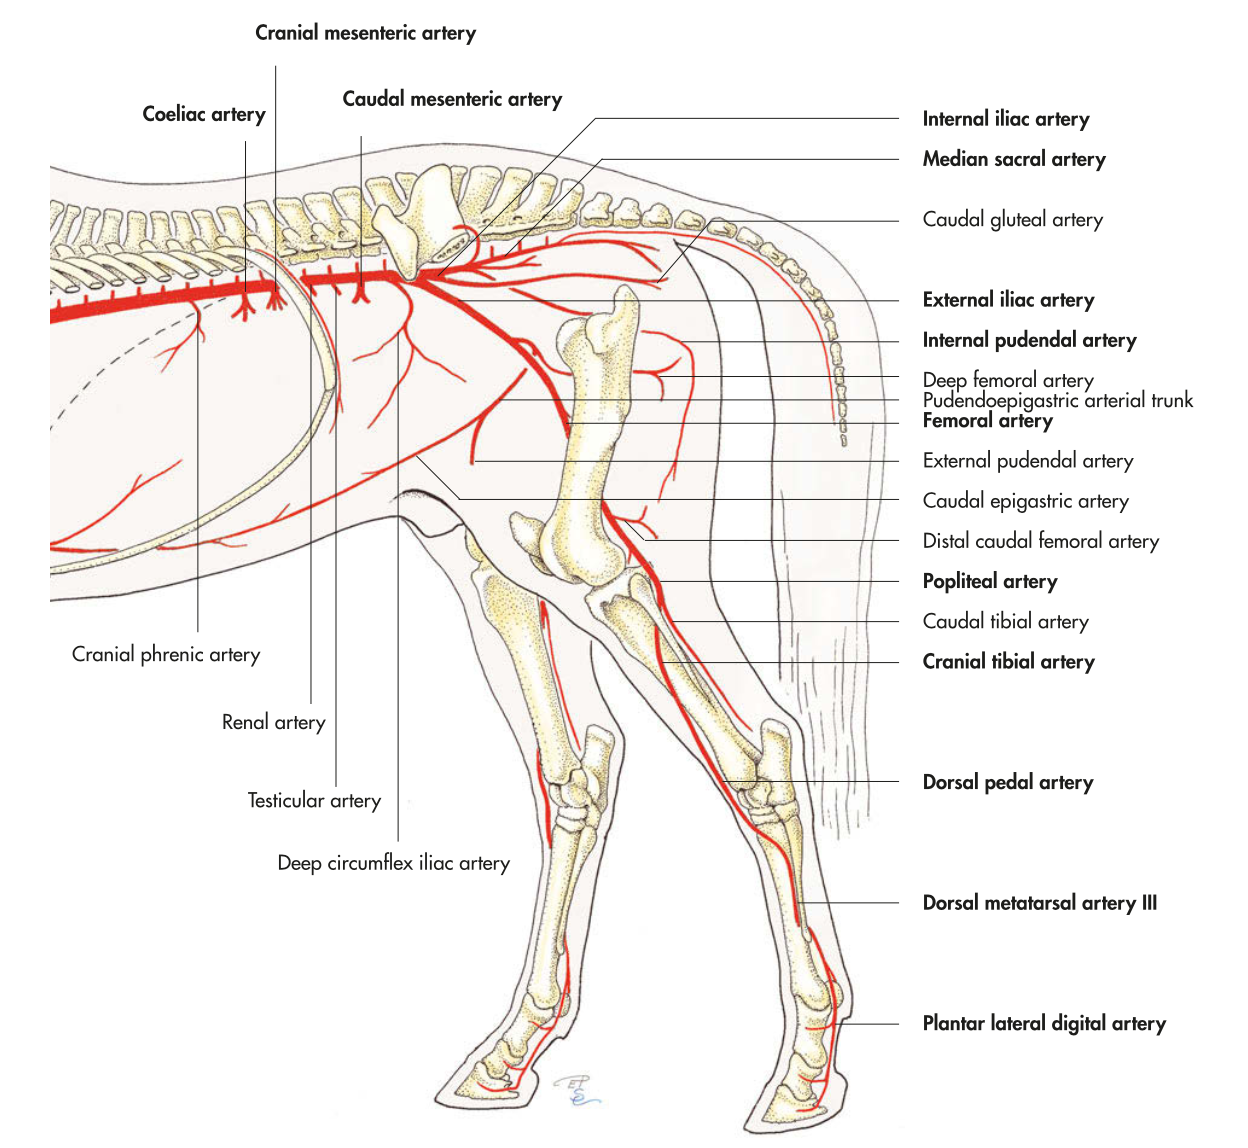 Cranial mesenteric artery
Coeliac artery
Caudal mesenteric artery
Internal iliac artery
Median sacral artery
Caudal gluteal artery
External iliac artery
Internal pudendal artery
Deep femoral artery
Pudendoepigastric arterial trunk
Femoral artery
External pudendal artery
Caudal epigastric artery
Distal caudal femoral artery
Popliteal artery
Caudal tibial artery
Cranial tibial artery
Dorsal pedal artery
Dorsal metatarsal artery III
Plantar lateral digital artery
Cranial phrenic artery
Renal artery
Testicular artery
Deep circumflex iliac artery